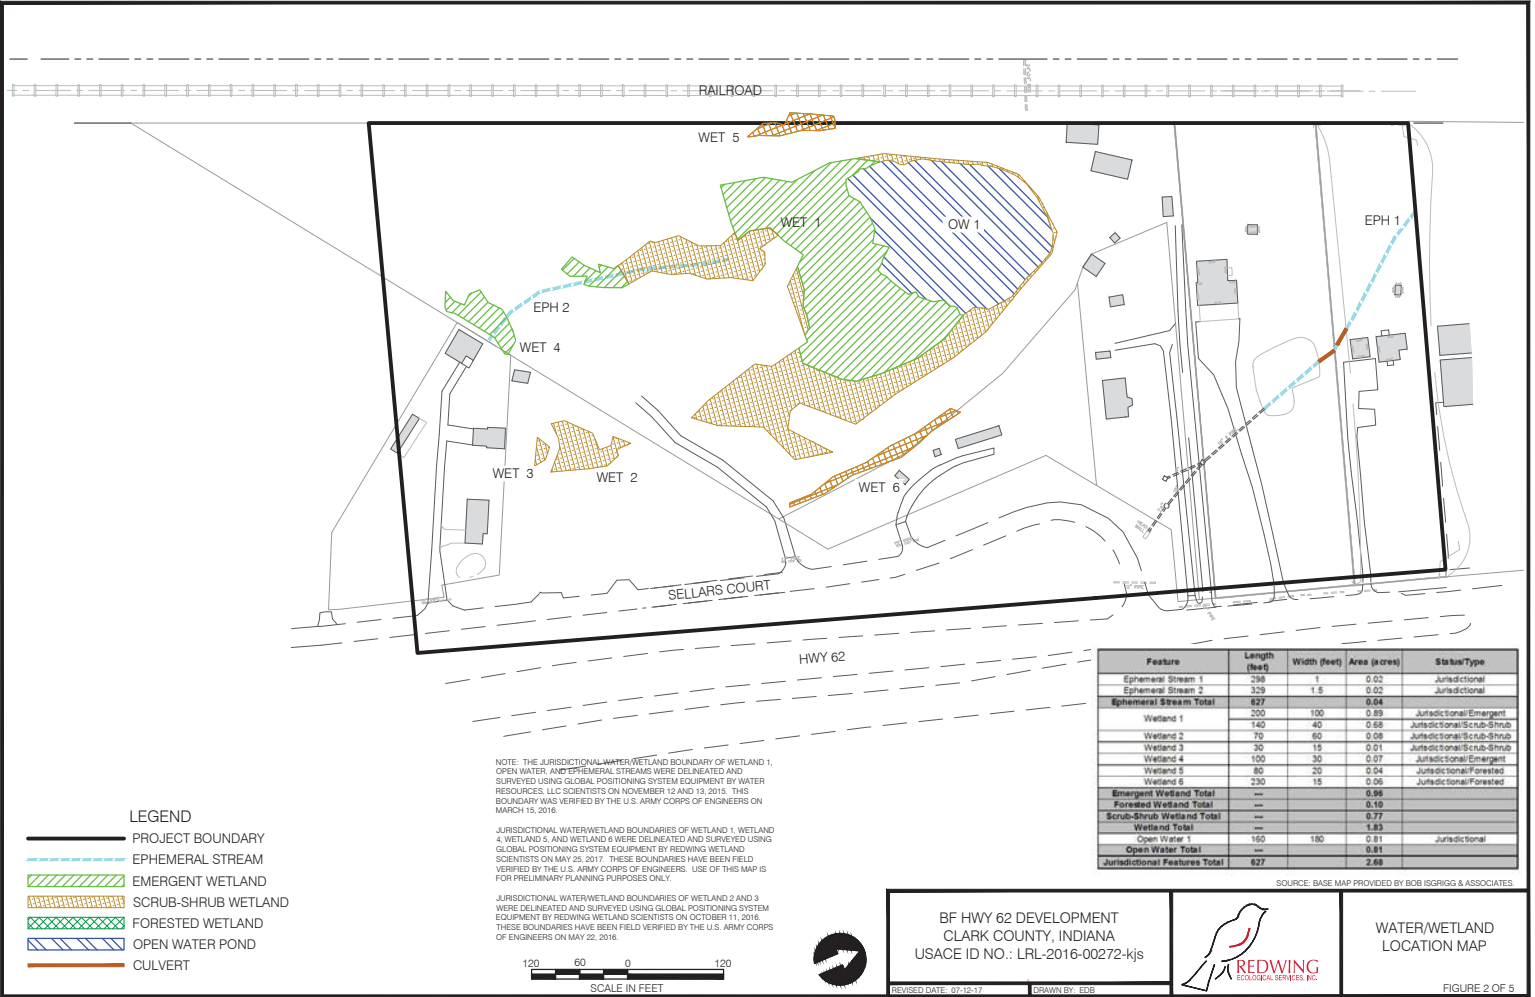 RAILROAD
WET 5
WET 1
OW 1
EPH 1
EPH 2
WET 4
WET 3
WET 2
WET 6
SELLARS COURT
HWY 62
Feature Length (feet) Width (feet) Area (acres) Status/Type
Ephemeral Stream 1 298 1 0.02 Jurisdictional
Ephemeral Stream 2 329 1.5 0.02 Jurisdictional
Ephemeral Stream Total 627 0.04
Wetland 1 200 100 0.89 Jurisdictional/Emergent
140 40 0.68 Jurisdictional/Scrub-Shrub
Wetland 2 70 60 0.08 Jurisdictional/Scrub-Shrub
Wetland 3 30 15 0.01 Jurisdictional/Scrub-Shrub
Wetland 4 100 30 0.07 Jurisdictional/Emergent
Wetland 5 80 20 0.04 Jurisdictional/Forested
Wetland 6 230 15 0.06 Jurisdictional/Forested
Emergent Wetland Total --- 0.96
Forested Wetland Total --- 0.10
Scrub-Shrub Wetland Total --- 0.77
Wetland Total --- 1.83
Open Water 1 160 180 0.81 Jurisdictional
Open Water Total --- 0.81
Jurisdictional Features Total 627 2.68
SOURCE: BASE MAP PROVIDED BY BOB ISGRIGG & ASSOCIATES.
NOTE: THE JURISDICTIONAL WATER/WETLAND BOUNDARY OF WETLAND 1,
OPEN WATER, AND EPHEMERAL STREAMS WERE DELINEATED AND
SURVEYED USING GLOBAL POSITIONING SYSTEM EQUIPMENT BY WATER
RESOURCES, LLC SCIENTISTS ON NOVEMBER 12 AND 13, 2015. THIS
BOUNDARY WAS VERIFIED BY THE U.S. ARMY CORPS OF ENGINEERS ON
MARCH 15, 2016.
JURISDICTIONAL WATER/WETLAND BOUNDARIES OF WETLAND 1, WETLAND
4, WETLAND 5, AND WETLAND 6 WERE DELINEATED AND SURVEYED USING
GLOBAL POSITIONING SYSTEM EQUIPMENT BY REDWING WETLAND
SCIENTISTS ON MAY 25, 2017. THESE BOUNDARIES HAVE BEEN FIELD
VERIFIED BY THE U.S. ARMY CORPS OF ENGINEERS. USE OF THIS MAP IS
FOR PRELIMINARY PLANNING PURPOSES ONLY.
JURISDICTIONAL WATER/WETLAND BOUNDARIES OF WETLAND 2 AND 3
WERE DELINEATED AND SURVEYED USING GLOBAL POSITIONING SYSTEM
EQUIPMENT BY REDWING WETLAND SCIENTISTS ON OCTOBER 11, 2016.
THESE BOUNDARIES HAVE BEEN FIELD VERIFIED BY THE U.S. ARMY CORPS
OF ENGINEERS ON MAY 22, 2016.
LEGEND
PROJECT BOUNDARY
EPHEMERAL STREAM
EMERGENT WETLAND
SCRUB-SHRUB WETLAND
FORESTED WETLAND
OPEN WATER POND
CULVERT
120 60 0 120
SCALE IN FEET
BF HWY 62 DEVELOPMENT
CLARK COUNTY, INDIANA
USACE ID NO.: LRL-2016-00272-kjs
REVISED DATE: 07-12-17
DRAWN BY: EDB
REDWING
ECOLOGICAL SERVICES, INC.
WATER/WETLAND
LOCATION MAP
FIGURE 2 OF 5